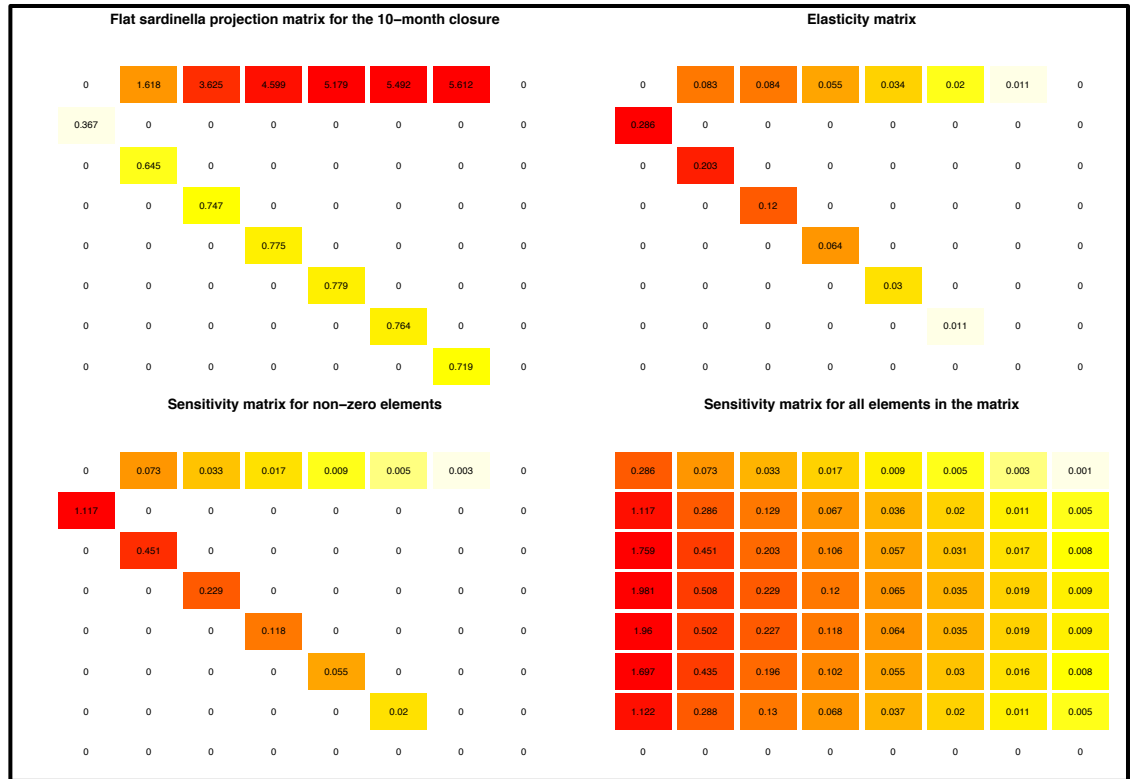 Flat sardinella projection matrix for the 10−month closure
0 1.618 3.625 4.599 5.179 5.492 5.612 0
0.367 0 0 0 0 0 0 0
0 0.645 0 0 0 0 0 0
0 0 0.747 0 0 0 0 0
0 0 0 0.775 0 0 0 0
0 0 0 0 0.779 0 0 0
0 0 0 0 0 0.764 0 0
0 0 0 0 0 0 0.719 0
Elasticity matrix
0 0.083 0.084 0.055 0.034 0.02 0.011 0
0.286 0 0 0 0 0 0 0
0 0.203 0 0 0 0 0 0
0 0 0.12 0 0 0 0 0
0 0 0 0.064 0 0 0 0
0 0 0 0 0.03 0 0 0
0 0 0 0 0 0.011 0 0
0 0 0 0 0 0 0 0
Sensitivity matrix for non−zero elements
0 0.073 0.033 0.017 0.009 0.005 0.003 0
1.117 0 0 0 0 0 0 0
0 0.451 0 0 0 0 0 0
0 0 0.229 0 0 0 0 0
0 0 0 0.118 0 0 0 0
0 0 0 0 0.055 0 0 0
0 0 0 0 0 0.02 0 0
0 0 0 0 0 0 0 0
Sensitivity matrix for all elements in the matrix
0.286 0.073 0.033 0.017 0.009 0.005 0.003 0.001
1.117 0.286 0.129 0.067 0.036 0.02 0.011 0.005
1.759 0.451 0.203 0.106 0.057 0.031 0.017 0.008
1.981 0.508 0.229 0.12 0.065 0.035 0.019 0.009
1.96 0.502 0.227 0.118 0.064 0.035 0.019 0.009
1.697 0.435 0.196 0.102 0.055 0.03 0.016 0.008
1.122 0.288 0.13 0.068 0.037 0.02 0.011 0.005
0 0 0 0 0 0 0 0